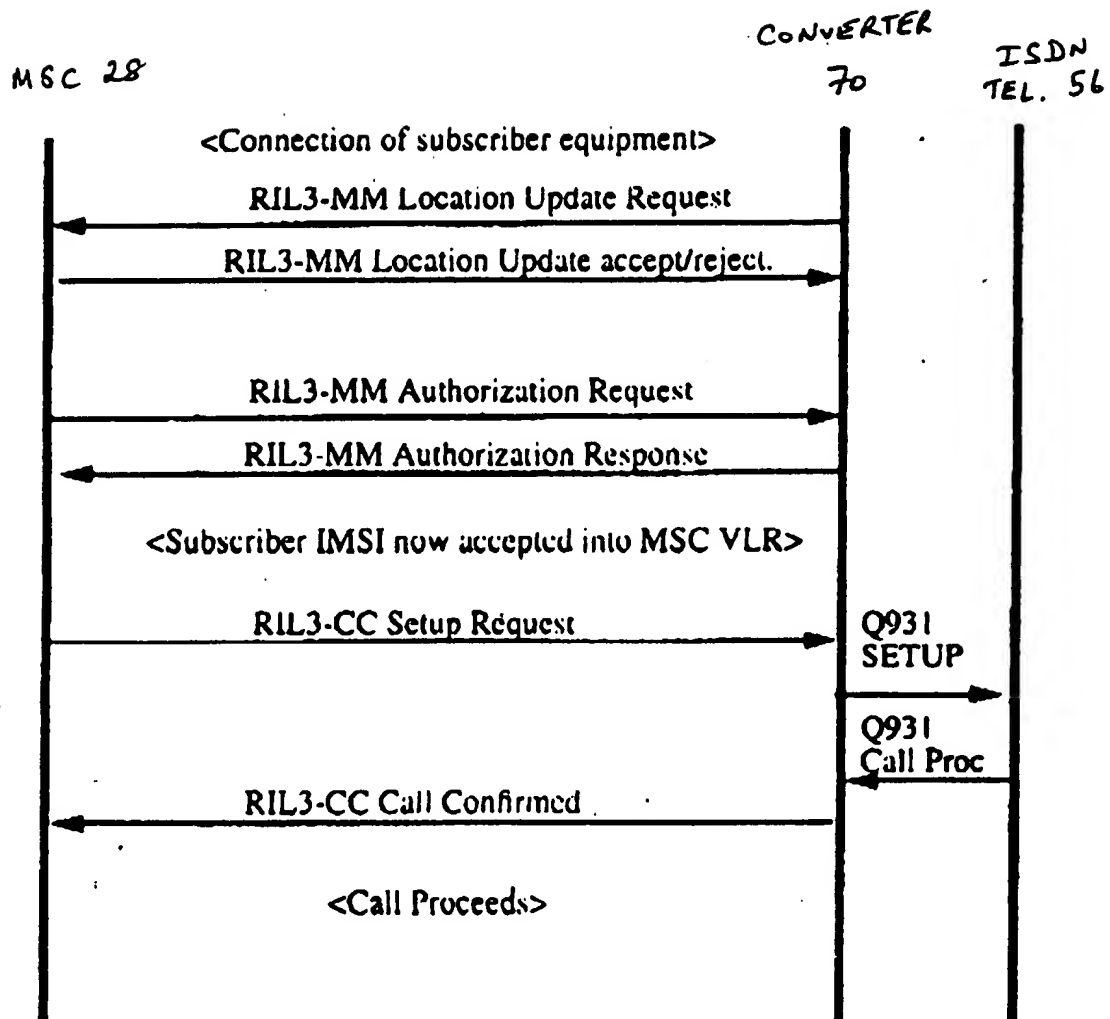 CONVERTER
MSC 28
70
ISDN
TEL. 56
<Connection of subscriber equipment>
RIL3-MM Location Update Request
RIL3-MM Location Update accept/reject.
RIL3-MM Authorization Request
RIL3-MM Authorization Response
<Subscriber IMSI now accepted into MSC VLR>
RIL3-CC Setup Request
Q931
SETUP
Q931
Call Proc
RIL3-CC Call Confirmed
<Call Proceeds>